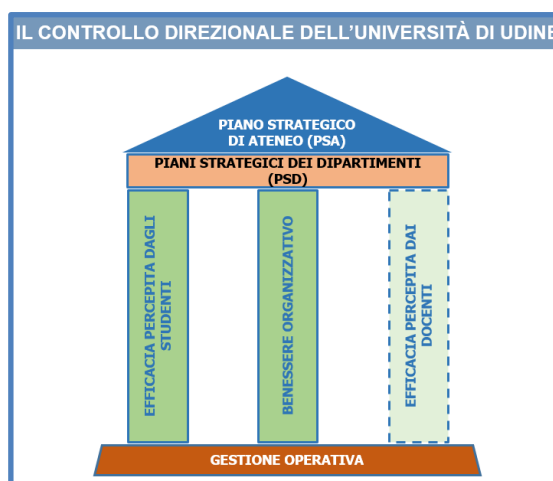 IL CONTROLLO DIREZIONALE DELL'UNIVERSITÀ DI UDINE
PIANO STRATEGICO
DI ATENEO (PSA)
PIANI STRATEGICI DEI DIPARTIMENTI
(PSD)
EFFICACIA PERCEPITA DAGLI
STUDENTI
BENESSERE ORGANIZZATIVO
EFFICACIA PERCEPITA DAI
DOCENTI
GESTIONE OPERATIVA